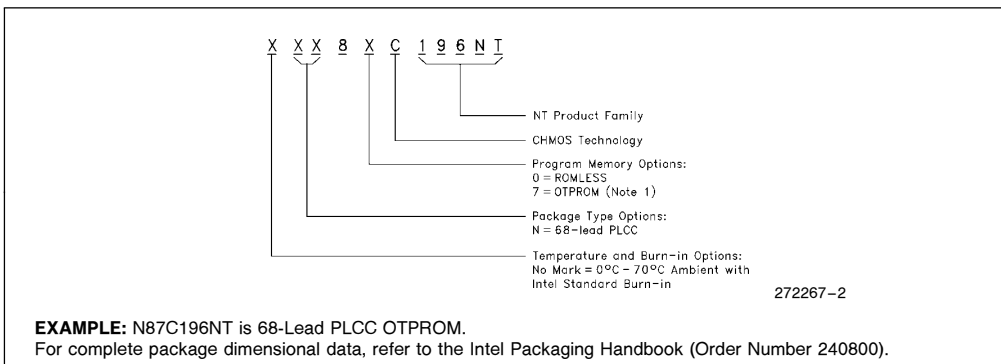 X XX 8 X C 196NT
NT Product Family
CHMOS Technology
Program Memory Options:
0 = ROMLESS
7 = OTPROM (Note 1)
Package Type Options:
N = 68-lead PLCC
Temperature and Burn-in Options:
No Mark = 0°C - 70°C Ambient with
Intel Standard Burn-in
272267-2
EXAMPLE: N87C196NT is 68-Lead PLCC OTPROM.
For complete package dimensional data, refer to the Intel Packaging Handbook (Order Number 240800).